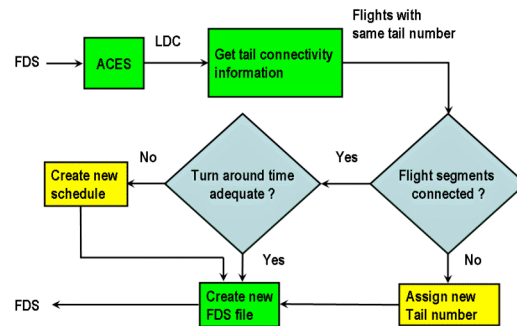 Flights with
same tail number
FDS
ACES
LDC
Get tail connectivity
information
No
Yes
Create new
schedule
Turn around time
adequate ?
Flight segments
connected ?
Yes
No
FDS
Create new
FDS file
Assign new
Tail number